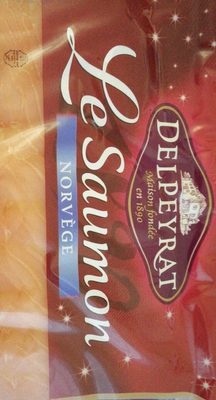 DELPEYRAT
Maison fondée
en 1890
Le Saumon
NORVÈGE